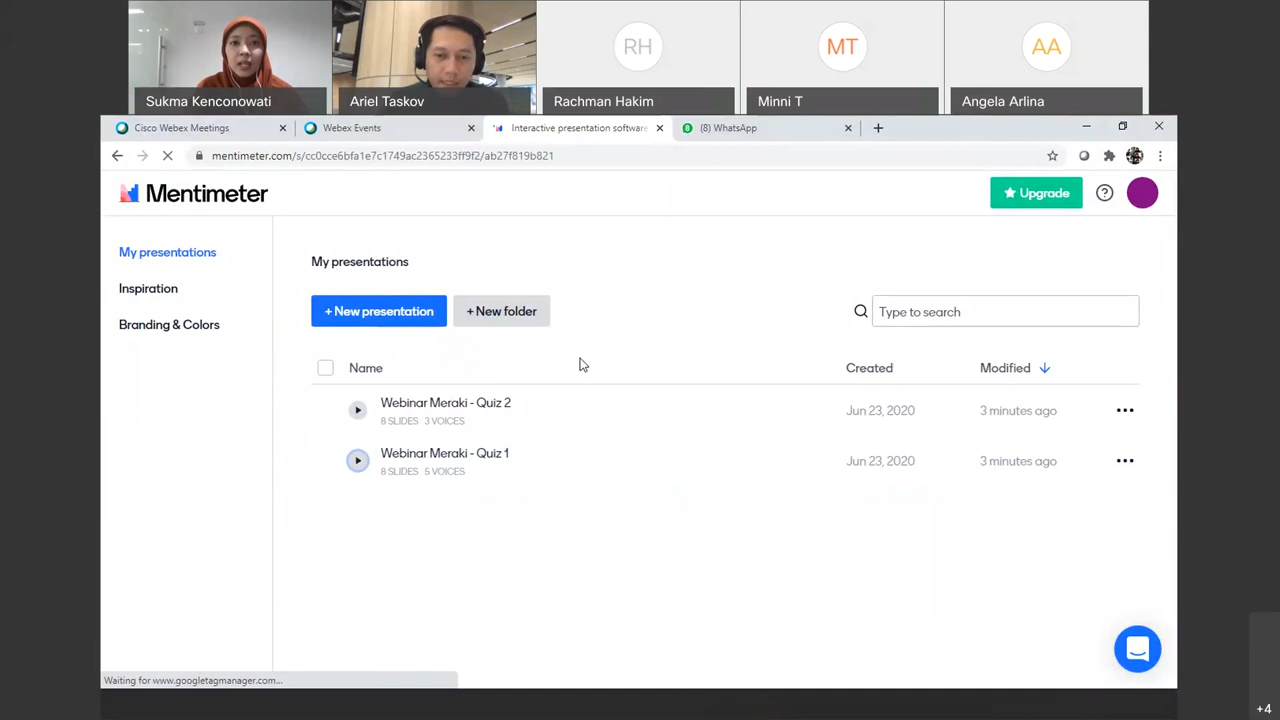 RH
MT
AA
Sukma Kenconowati
Ariel Taskov
Rachman Hakim
Minni T
Angela Arlina
Cisco Webex Meetings
Webex Events
Interactive presentation software
(8) WhatsApp
mentimeter.com/s/cc0cce6bfa1e7c1749ac2365233ff9f2/ab27f819b821
Mentimeter
Upgrade
My presentations
Inspiration
Branding & Colors
My presentations
+ New presentation
+ New folder
Type to search
Name
Created
Modified
Webinar Meraki - Quiz 2
8 SLIDES 3 VOICES
Jun 23, 2020
3 minutes ago
Webinar Meraki - Quiz 1
8 SLIDES 5 VOICES
Jun 23, 2020
3 minutes ago
Waiting for www.googletagmanager.com...
+4